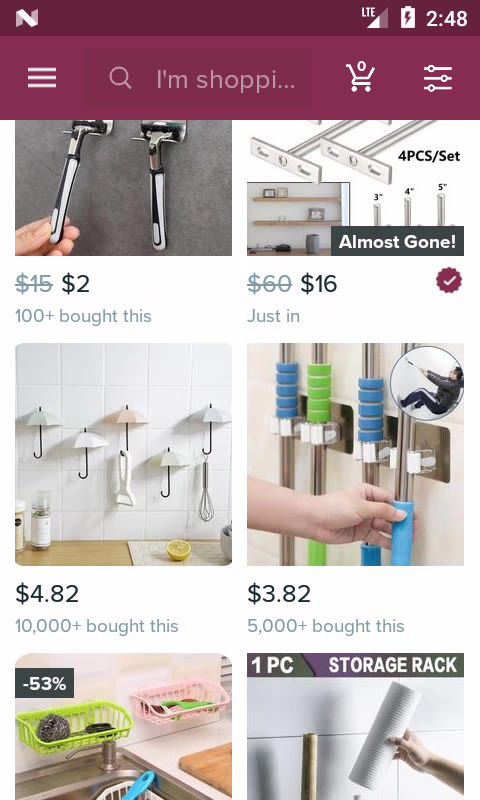 LTE 2:48
I'm shoppi... 0
4PCS/Set
3" 4" 5"
Almost Gone!
$15 $2
100+ bought this
$60 $16
Just in
$4.82
10,000+ bought this
$3.82
5,000+ bought this
-53%
1 PC STORAGE RACK